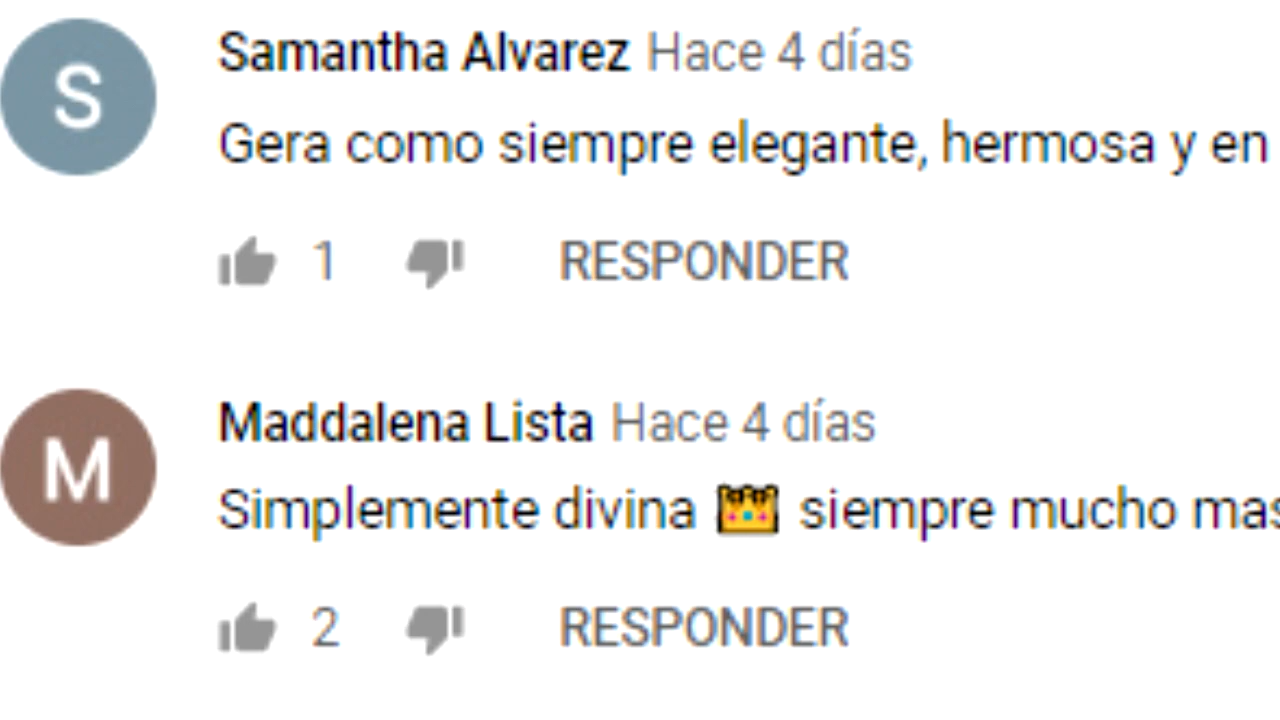 S
Samantha Alvarez Hace 4 días
Gera como siempre elegante, hermosa y en
1 RESPONDER
M
Maddalena Lista Hace 4 días
Simplemente divina 👑 siempre mucho mas
2 RESPONDER